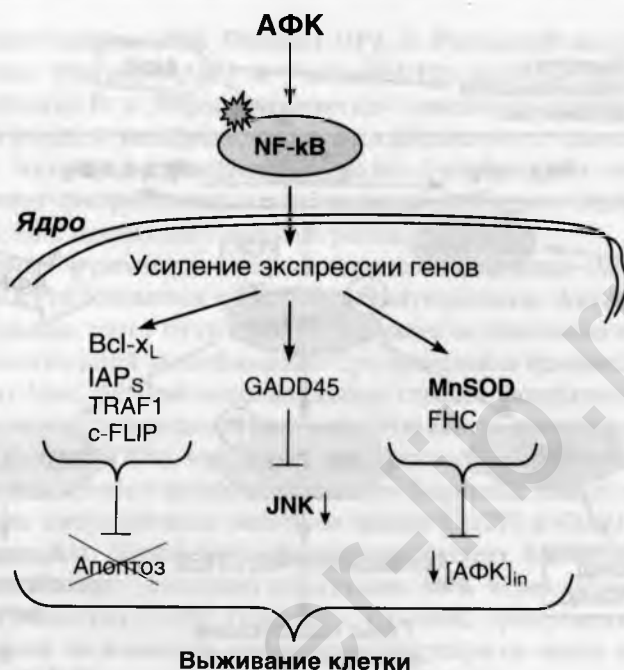 АФК
NF-kB
Ядро
Усиление экспрессии генов
Bcl-xL
IAPS
TRAF1
c-FLIP
GADD45
MnSOD
FHC
JNK ↓
Апоптоз
↓ [АФК]in
Выживание клетки